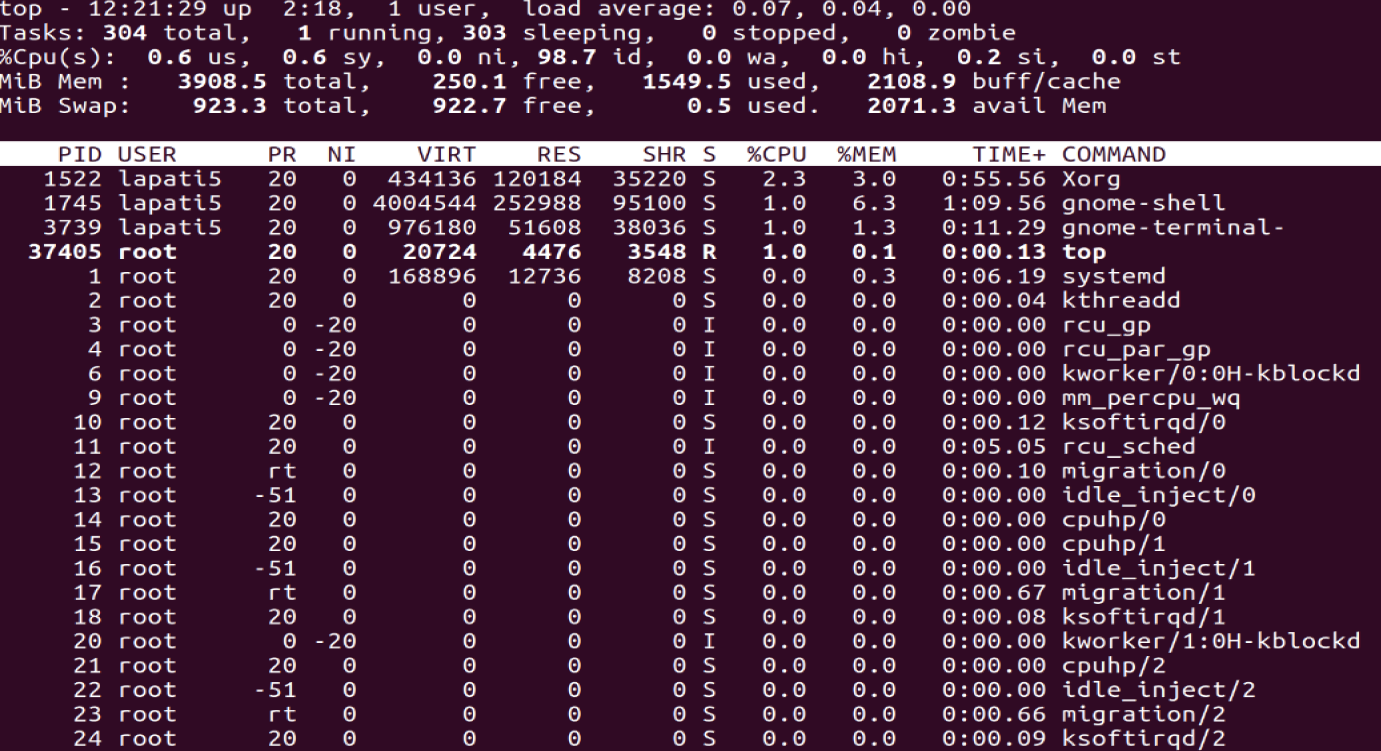 top - 12:21:29 up  2:18,  1 user,  load average: 0.07, 0.04, 0.00
Tasks: 304 total,   1 running, 303 sleeping,   0 stopped,   0 zombie
%Cpu(s):  0.6 us,  0.6 sy,  0.0 ni, 98.7 id,  0.0 wa,  0.0 hi,  0.2 si,  0.0 st
MiB Mem :   3908.5 total,    250.1 free,   1549.5 used,   2108.9 buff/cache
MiB Swap:    923.3 total,    922.7 free,      0.5 used.   2071.3 avail Mem
PID USER      PR  NI    VIRT    RES    SHR S  %CPU  %MEM     TIME+ COMMAND
1522 lapati5   20   0  434136 120184  35220 S   2.3   3.0   0:55.56 Xorg
1745 lapati5   20   0 4004544 252988  95100 S   1.0   6.3   1:09.56 gnome-shell
3739 lapati5   20   0  976180  51608  38036 S   1.0   1.3   0:11.29 gnome-terminal-
37405 root      20   0   20724   4476   3548 R   1.0   0.1   0:00.13 top
1 root      20   0  168896  12736   8208 S   0.0   0.3   0:06.19 systemd
2 root      20   0       0      0      0 S   0.0   0.0   0:00.04 kthreadd
3 root       0 -20       0      0      0 I   0.0   0.0   0:00.00 rcu_gp
4 root       0 -20       0      0      0 I   0.0   0.0   0:00.00 rcu_par_gp
6 root       0 -20       0      0      0 I   0.0   0.0   0:00.00 kworker/0:0H-kblockd
9 root       0 -20       0      0      0 I   0.0   0.0   0:00.00 mm_percpu_wq
10 root      20   0       0      0      0 S   0.0   0.0   0:00.12 ksoftirqd/0
11 root      20   0       0      0      0 I   0.0   0.0   0:05.05 rcu_sched
12 root      rt   0       0      0      0 S   0.0   0.0   0:00.10 migration/0
13 root     -51   0       0      0      0 S   0.0   0.0   0:00.00 idle_inject/0
14 root      20   0       0      0      0 S   0.0   0.0   0:00.00 cpuhp/0
15 root      20   0       0      0      0 S   0.0   0.0   0:00.00 cpuhp/1
16 root     -51   0       0      0      0 S   0.0   0.0   0:00.00 idle_inject/1
17 root      rt   0       0      0      0 S   0.0   0.0   0:00.67 migration/1
18 root      20   0       0      0      0 S   0.0   0.0   0:00.08 ksoftirqd/1
20 root       0 -20       0      0      0 I   0.0   0.0   0:00.00 kworker/1:0H-kblockd
21 root      20   0       0      0      0 S   0.0   0.0   0:00.00 cpuhp/2
22 root     -51   0       0      0      0 S   0.0   0.0   0:00.00 idle_inject/2
23 root      rt   0       0      0      0 S   0.0   0.0   0:00.66 migration/2
24 root      20   0       0      0      0 S   0.0   0.0   0:00.09 ksoftirqd/2